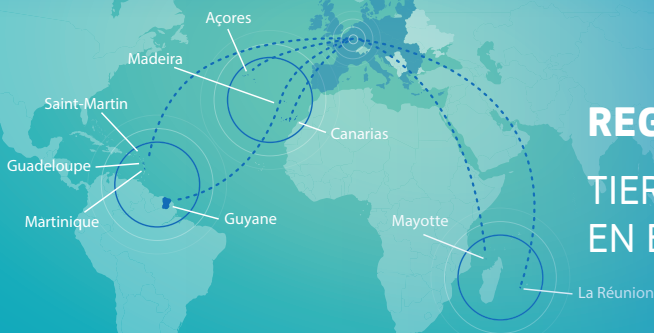 Açores
Madeira
Saint-Martin
Canarias
Guadeloupe
Martinique
Guyane
Mayotte
La Réunion
REG
TIER
EN E